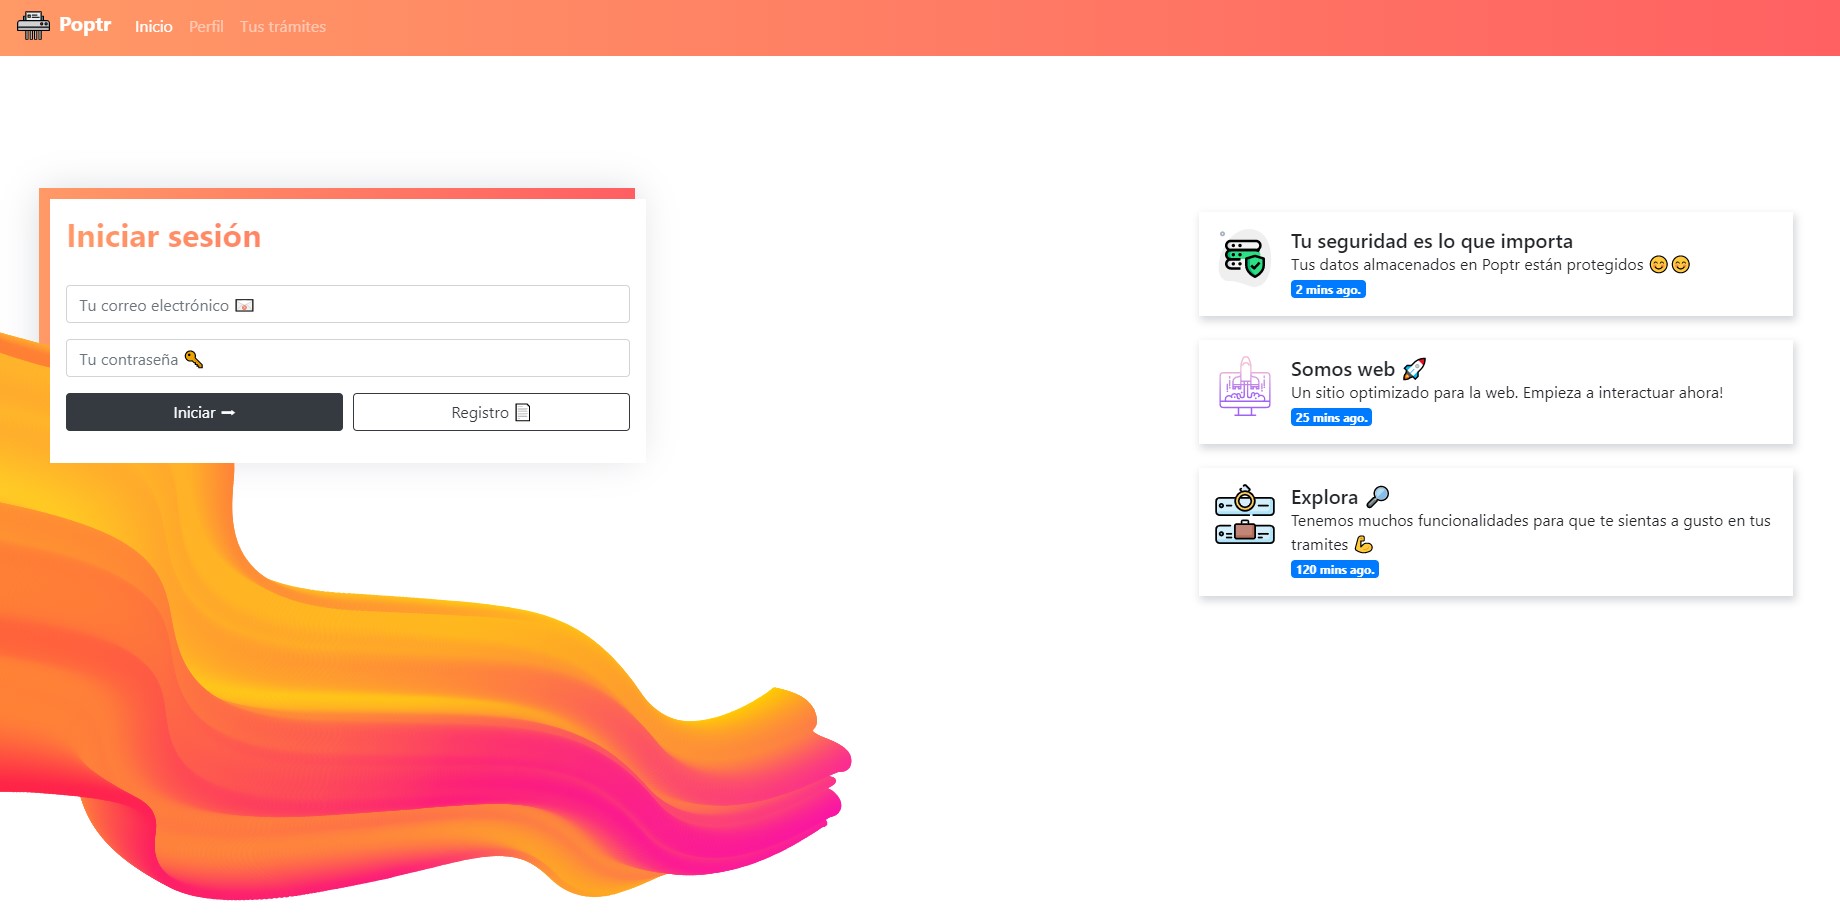 Poptr
Inicio
Perfil
Tus trámites
Iniciar sesión
Tu correo electrónico 💌
Tu contraseña 🔑
Iniciar ➡
Registro 📄
Tu seguridad es lo que importa
Tus datos almacenados en Poptr están protegidos 😊😊
2 mins ago.
Somos web 🚀
Un sitio optimizado para la web. Empieza a interactuar ahora!
25 mins ago.
Explora 🔎
Tenemos muchos funcionalidades para que te sientas a gusto en tus
tramites 💪
120 mins ago.